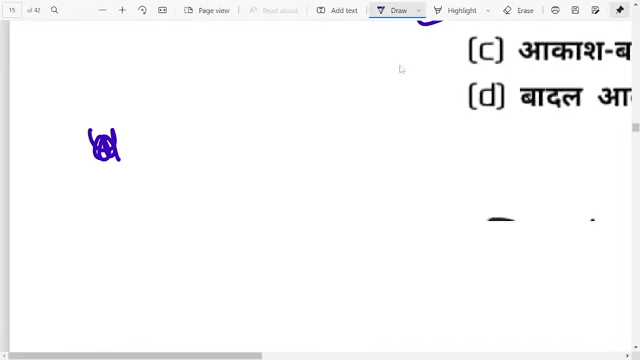 15 of 42 Page view Read aloud Add text Draw Highlight Erase
(c) आकाश-ब
(d) बादल आ